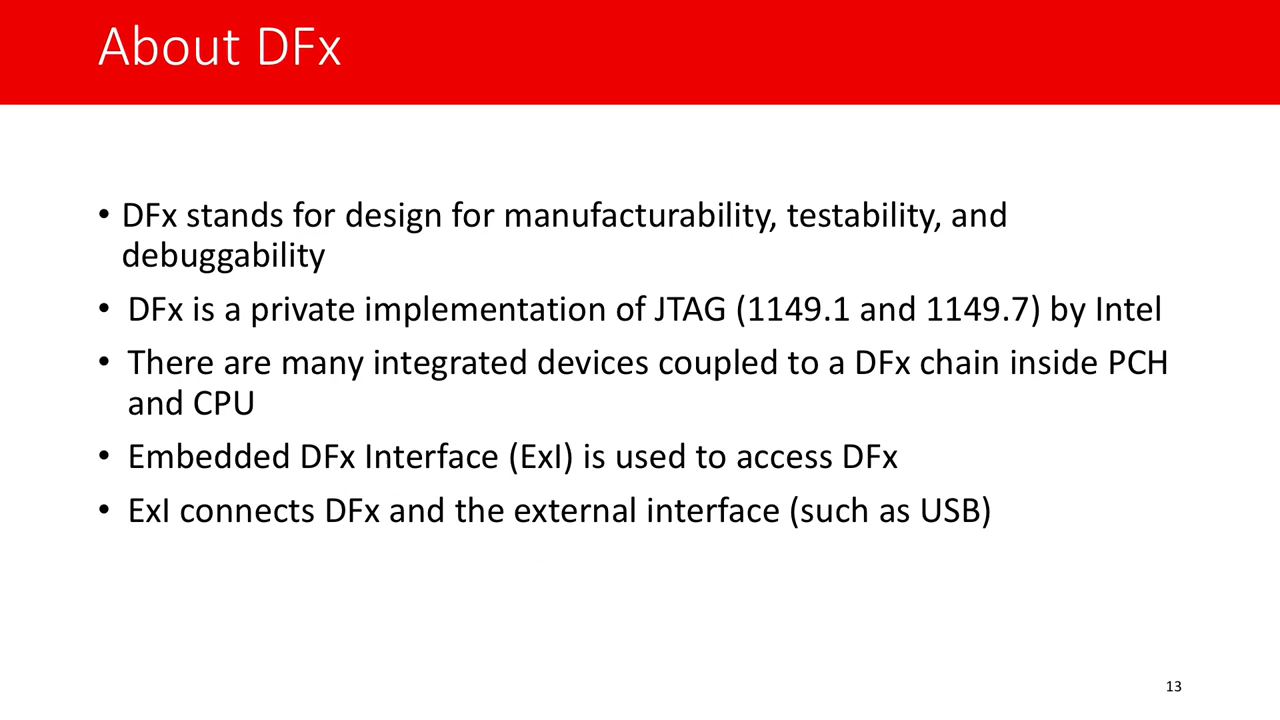 About DFx
• DFx stands for design for manufacturability, testability, and
debuggability
• DFx is a private implementation of JTAG (1149.1 and 1149.7) by Intel
• There are many integrated devices coupled to a DFx chain inside PCH
and CPU
• Embedded DFx Interface (ExI) is used to access DFx
• ExI connects DFx and the external interface (such as USB)
13